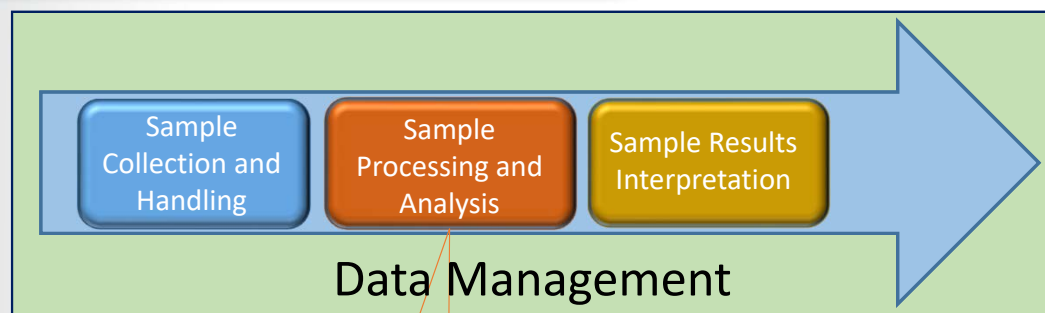 Sample
Collection and
Handling
Sample
Processing and
Analysis
Sample Results
Interpretation
Data Management